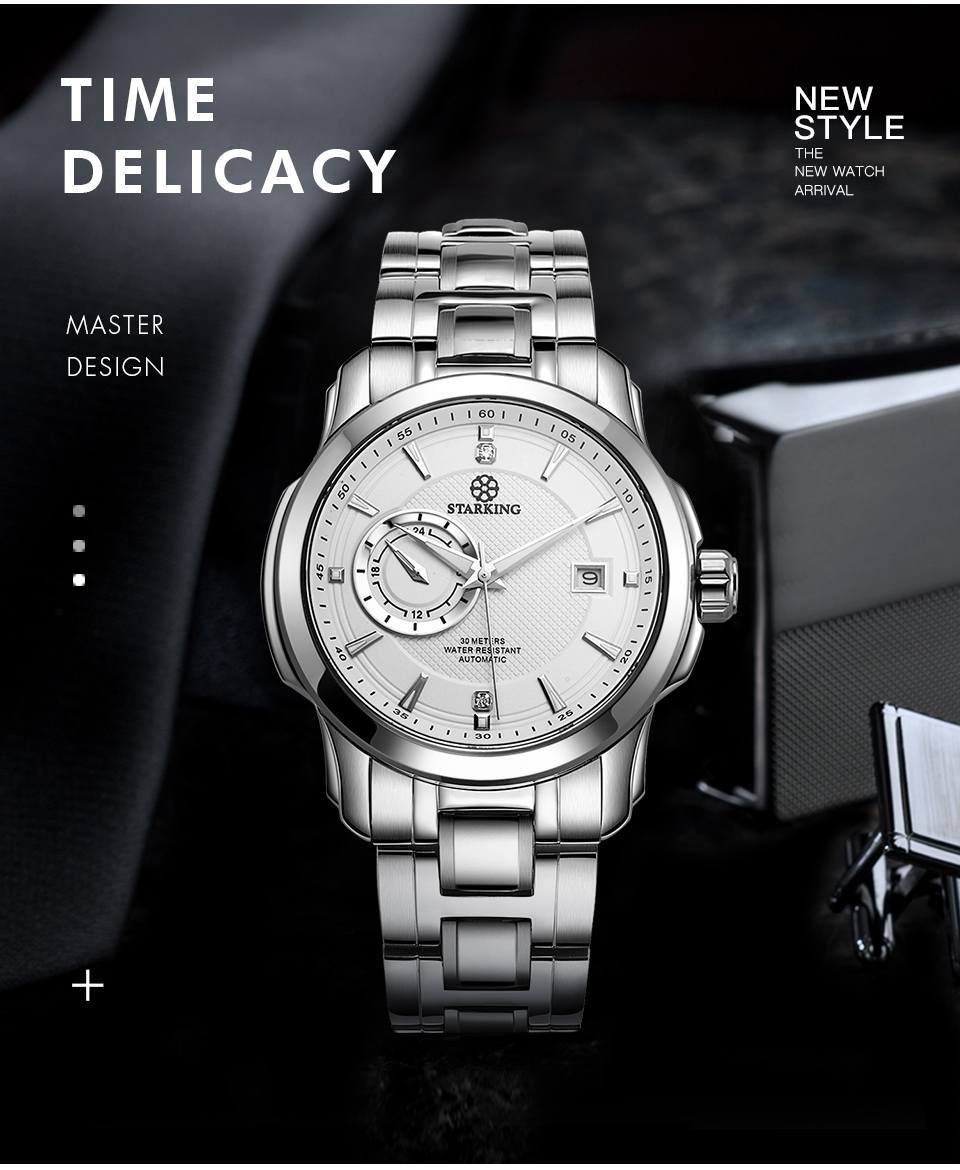 TIME
DELICACY
NEW
STYLE
THE
NEW WATCH
ARRIVAL
MASTER
DESIGN
60
55
05
50
10
STARKING
24
45
18
15
12
30 METERS
WATER RESISTANT
AUTOMATIC
40
20
35
25
30